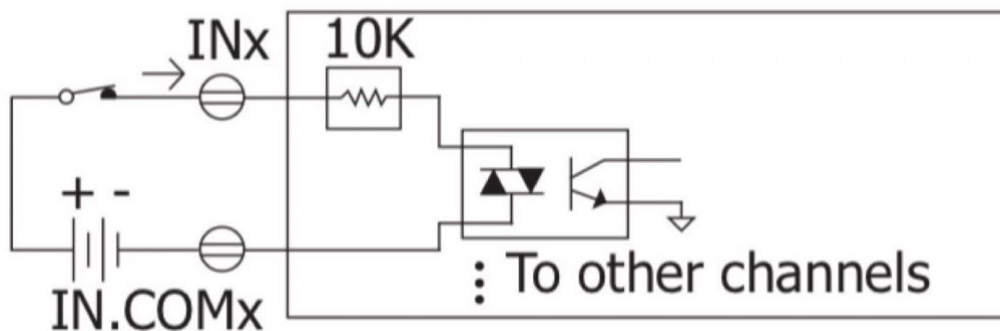 INx
10K
+ -
To other channels
IN.COMx